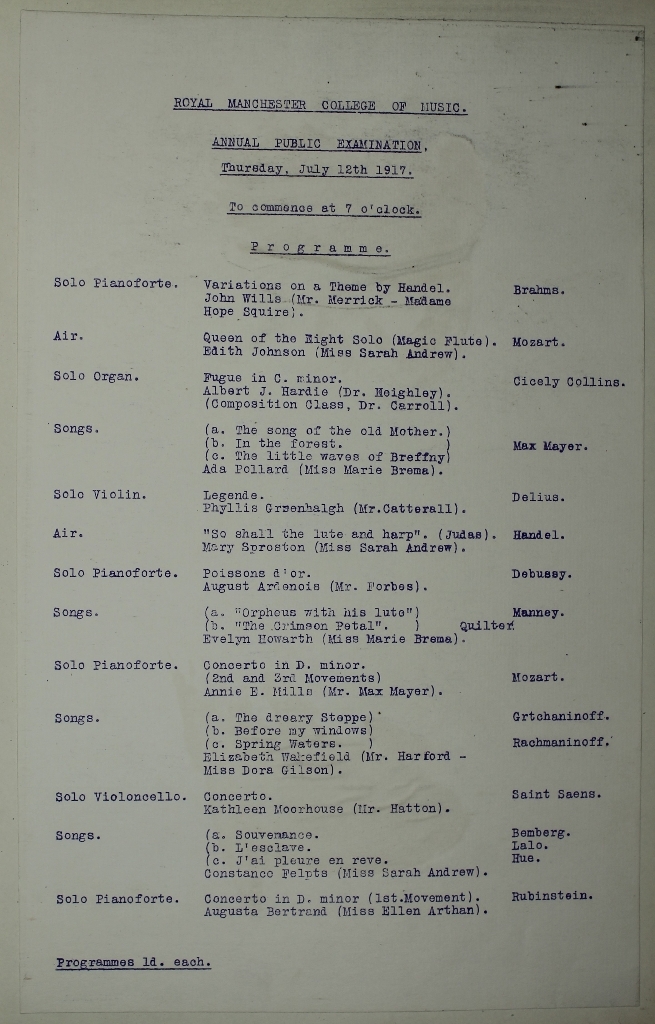 ROYAL MANCHESTER COLLEGE OF MUSIC.
ANNUAL PUBLIC EXAMINATION,
Thursday, July 12th 1917.
To commence at 7 o'clock.
Programme.
Solo Pianoforte. Variations on a Theme by Handel. Brahms.
John Wills (Mr. Merrick - Madame
Hope Squire).
Air. Queen of the Night Solo (Magic Flute). Mozart.
Edith Johnson (Miss Sarah Andrew).
Solo Organ. Fugue in C. minor. Cicely Collins.
Albert J. Hardie (Dr. Keighley).
(Composition Class, Dr. Carroll).
Songs. (a. The song of the old Mother.)
(b. In the forest. ) Max Mayer.
(c. The little waves of Breffny)
Ada Pollard (Miss Marie Brema).
Solo Violin. Legende. Delius.
Phyllis Greenhalgh (Mr.Catterall).
Air. "So shall the lute and harp". (Judas). Handel.
Mary Sproston (Miss Sarah Andrew).
Solo Pianoforte. Poissons d'or. Debussy.
August Ardenois (Mr. Forbes).
Songs. (a. "Orpheus with his lute") Manney.
(b. "The Crimson Petal". ) Quilter.
Evelyn Howarth (Miss Marie Brema).
Solo Pianoforte. Concerto in D. minor.
(2nd and 3rd Movements) Mozart.
Annie E. Mills (Mr. Max Mayer).
Songs. (a. The dreary Steppe) Grtchaninoff.
(b. Before my windows)
(c. Spring Waters. ) Rachmaninoff.
Elizabeth Wakefield (Mr. Harford -
Miss Dora Gilson).
Solo Violoncello. Concerto. Saint Saens.
Kathleen Moorhouse (Mr. Hatton).
Songs. (a. Souvenance. Bemberg.
(b. L'esclave. Lalo.
(c. J'ai pleure en reve. Hue.
Constance Felpts (Miss Sarah Andrew).
Solo Pianoforte. Concerto in D. minor (1st.Movement). Rubinstein.
Augusta Bertrand (Miss Ellen Arthan).
Programmes 1d. each.